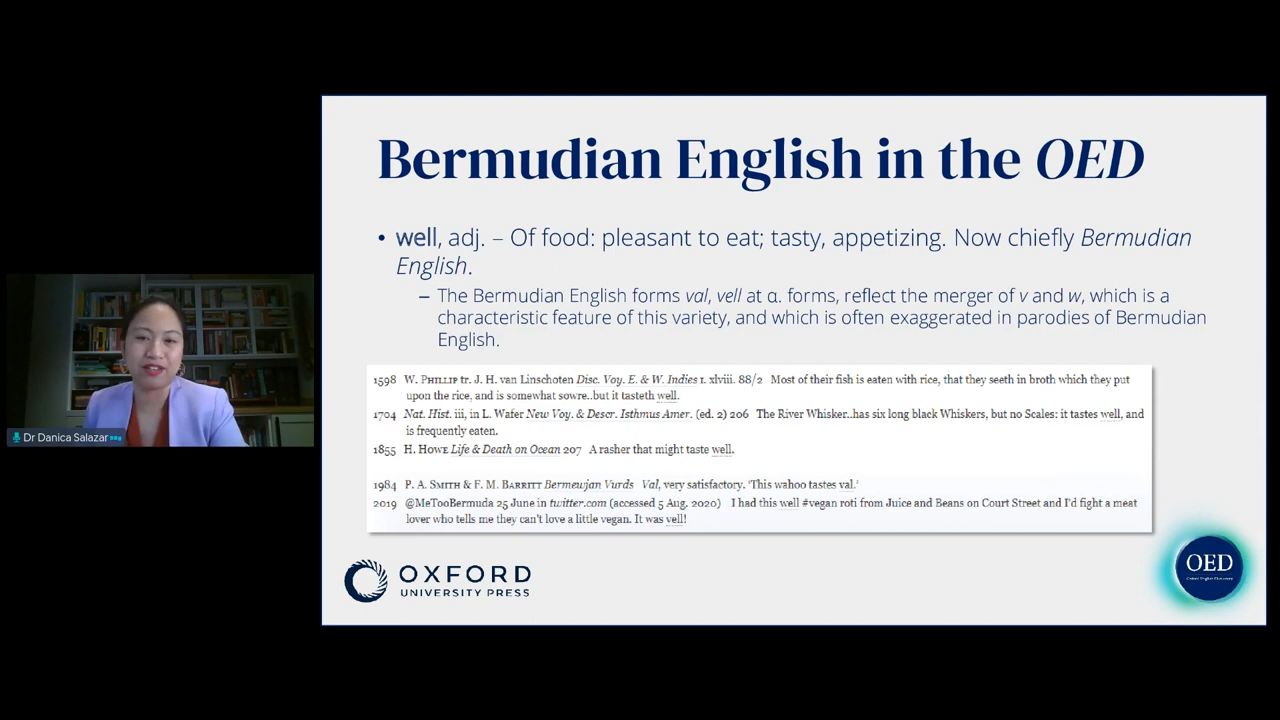 Bermudian English in the OED
• well, adj. – Of food: pleasant to eat; tasty, appetizing. Now chiefly Bermudian
English.
– The Bermudian English forms val, vell at α. forms, reflect the merger of v and w, which is a
characteristic feature of this variety, and which is often exaggerated in parodies of Bermudian
English.
1598 W. PHILLIP tr. J. H. van Linschoten Disc. Voy. E. & W. Indies I. xlviii. 88/2 Most of their fish is eaten with rice, that they seeth in broth which they put
upon the rice, and is somewhat sowre..but it tasteth well.
1704 Nat. Hist. iii, in L. Wafer New Voy. & Descr. Isthmus Amer. (ed. 2) 206 The River Whisker..has six long black Whiskers, but no Scales: it tastes well, and
is frequently eaten.
1855 H. HOWE Life & Death on Ocean 207 A rasher that might taste well.
1984 P. A. SMITH & F. M. BARRITT Bermewjan Vurds Val, very satisfactory. 'This wahoo tastes val.'
2019 @MeTooBermuda 25 June in twitter.com (accessed 5 Aug. 2020) I had this well #vegan roti from Juice and Beans on Court Street and I'd fight a meat
lover who tells me they can't love a little vegan. It was vell!
Dr Danica Salazar
OXFORD
UNIVERSITY PRESS
OED
Oxford English Dictionary